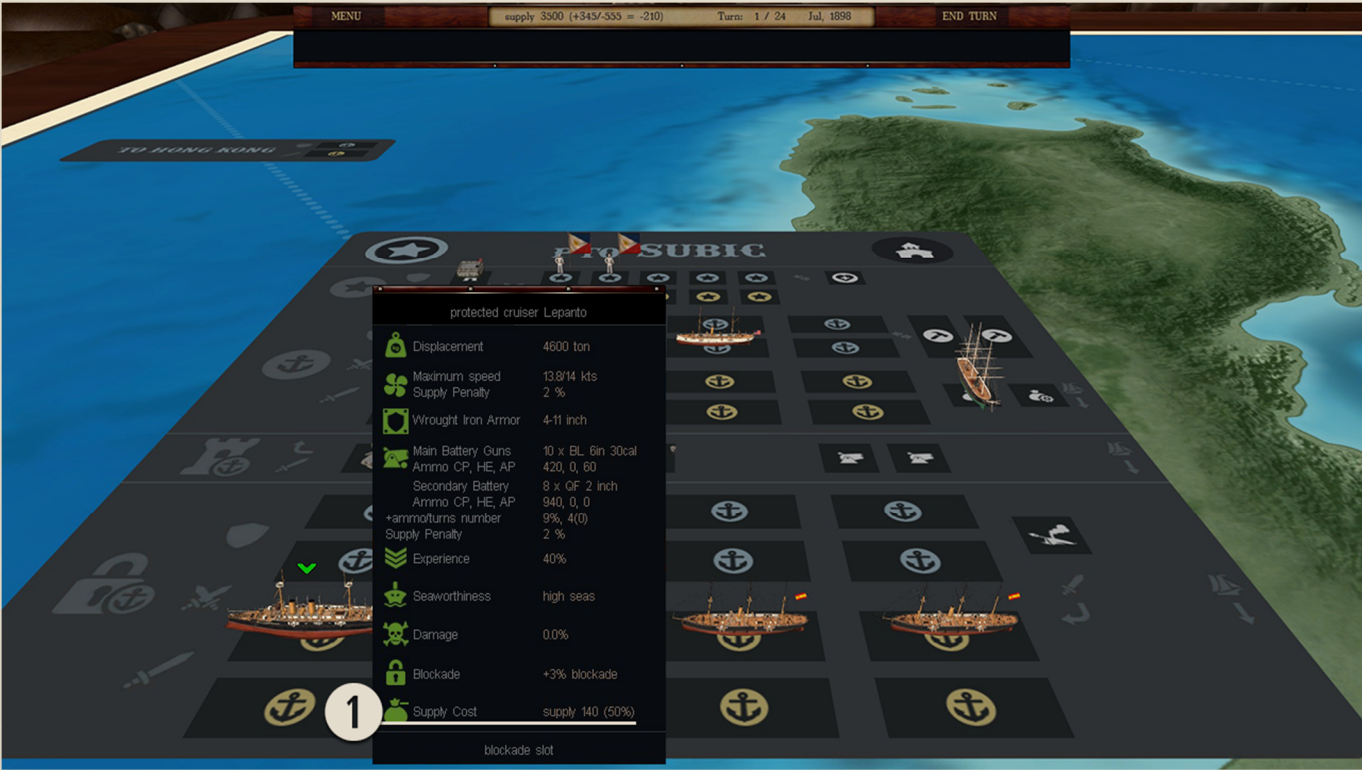 MENU
supply 3500 (+345/-555 = -210)
Turn: 1 / 24
Jul, 1898
END TURN
TO HONG KONG
SUBIC
protected cruiser Lepanto
Displacement 4600 ton
Maximum speed 13.8/14 kts
Supply Penalty 2 %
Wrought Iron Armor 4-11 inch
Main Battery Guns 10 x BL 6in 30cal
Ammo CP, HE, AP 420, 0, 60
Secondary Battery 8 x QF 2 inch
Ammo CP, HE, AP 940, 0, 0
+ammo/turns number 9%, 4(0)
Supply Penalty 2 %
Experience 40%
Seaworthiness high seas
Damage 0.0%
Blockade +3% blockade
1
Supply Cost supply 140 (50%)
blockade slot